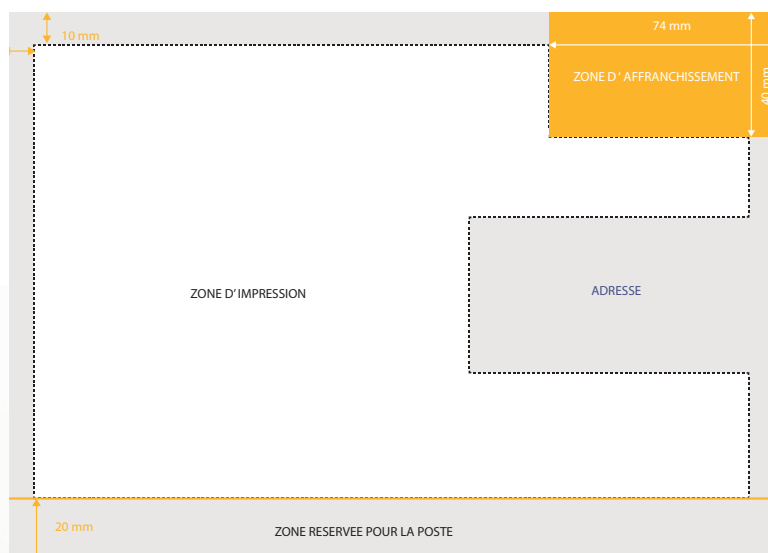 10 mm
74 mm
ZONE D' AFFRANCHISSEMENT
40 mm
ZONE D'IMPRESSION
ADRESSE
20 mm
ZONE RESERVEE POUR LA POSTE